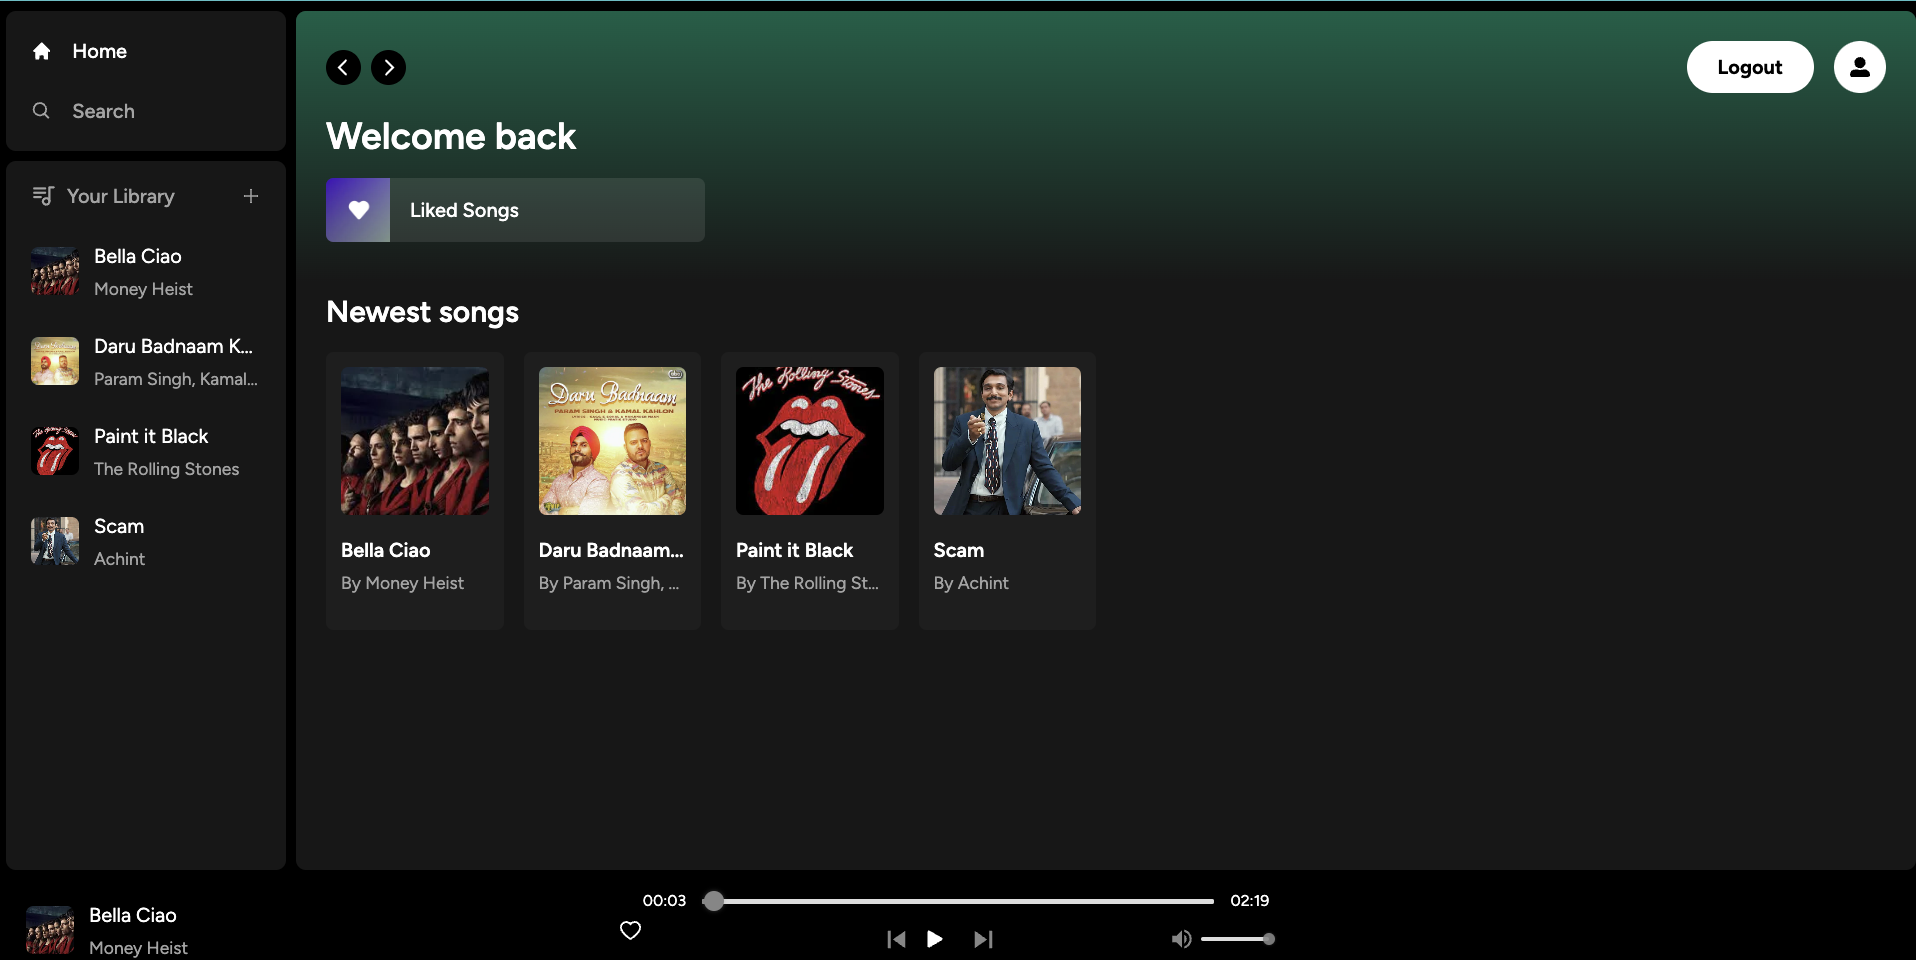 Home
Search
Your Library
Bella Ciao
Money Heist
Daru Badnaam K...
Param Singh, Kamal...
Paint it Black
The Rolling Stones
Scam
Achint
Logout
Welcome back
Liked Songs
Newest songs
The Rolling Stones
Daru Badnaam
PARAM SINGH & KAMAL KAHLON
Bella Ciao
By Money Heist
Daru Badnaam...
By Param Singh, ...
Paint it Black
By The Rolling St...
Scam
By Achint
Bella Ciao
Money Heist
00:03
02:19